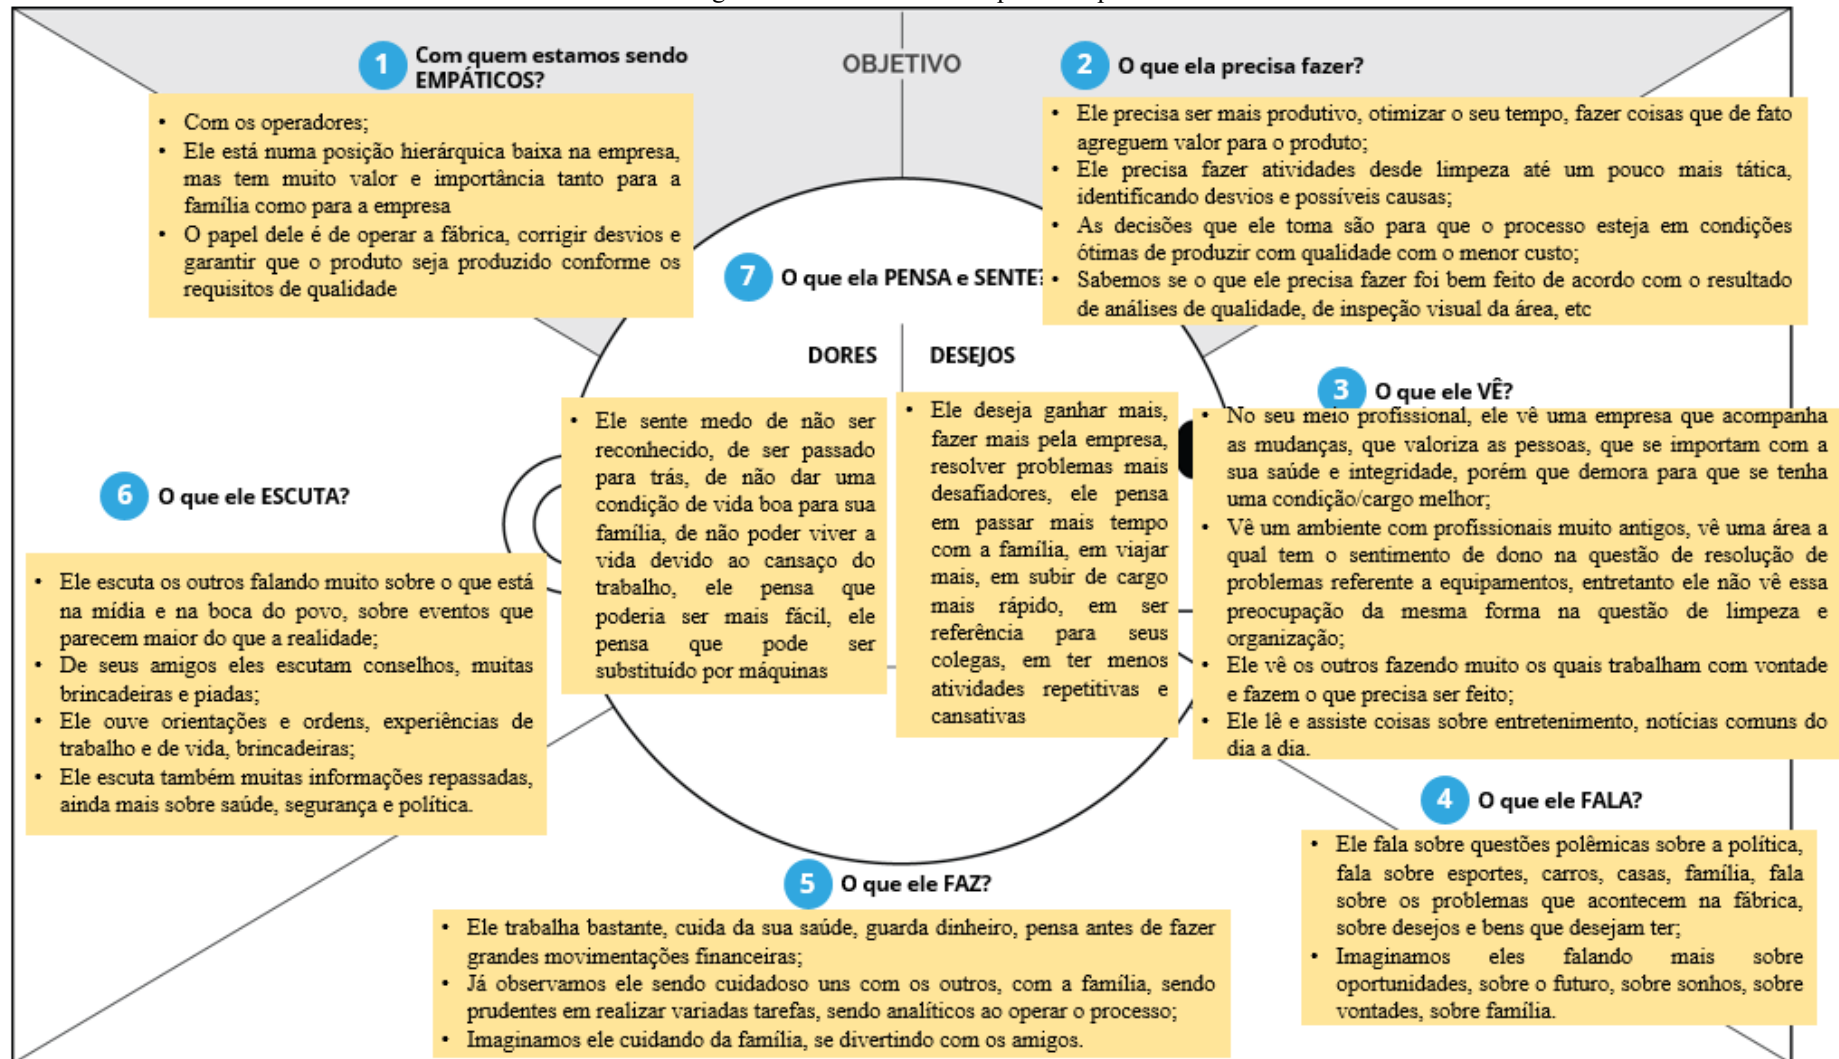 1 Com quem estamos sendo
EMPÁTICOS?
• Com os operadores;
• Ele está numa posição hierárquica baixa na empresa,
mas tem muito valor e importância tanto para a
família como para a empresa
• O papel dele é de operar a fábrica, corrigir desvios e
garantir que o produto seja produzido conforme os
requisitos de qualidade
OBJETIVO
2 O que ela precisa fazer?
• Ele precisa ser mais produtivo, otimizar o seu tempo, fazer coisas que de fato
agreguem valor para o produto;
• Ele precisa fazer atividades desde limpeza até um pouco mais tática,
identificando desvios e possíveis causas;
• As decisões que ele toma são para que o processo esteja em condições
ótimas de produzir com qualidade com o menor custo;
• Sabemos se o que ele precisa fazer foi bem feito de acordo com o resultado
de análises de qualidade, de inspeção visual da área, etc
3 O que ele VÊ?
• No seu meio profissional, ele vê uma empresa que acompanha
as mudanças, que valoriza as pessoas, que se importam com a
sua saúde e integridade, porém que demora para que se tenha
uma condição/cargo melhor;
• Vê um ambiente com profissionais muito antigos, vê uma área a
qual tem o sentimento de dono na questão de resolução de
problemas referente a equipamentos, entretanto ele não vê essa
preocupação da mesma forma na questão de limpeza e
organização;
• Ele vê os outros fazendo muito os quais trabalham com vontade
e fazem o que precisa ser feito;
• Ele lê e assiste coisas sobre entretenimento, notícias comuns do
dia a dia.
4 O que ele FALA?
• Ele fala sobre questões polêmicas sobre a política,
fala sobre esportes, carros, casas, família, fala
sobre os problemas que acontecem na fábrica,
sobre desejos e bens que desejam ter;
• Imaginamos eles falando mais sobre
oportunidades, sobre o futuro, sobre sonhos, sobre
vontades, sobre família.
5 O que ele FAZ?
• Ele trabalha bastante, cuida da sua saúde, guarda dinheiro, pensa antes de fazer
grandes movimentações financeiras;
• Já observamos ele sendo cuidadoso uns com os outros, com a família, sendo
prudentes em realizar variadas tarefas, sendo analíticos ao operar o processo;
• Imaginamos ele cuidando da família, se divertindo com os amigos.
6 O que ele ESCUTA?
• Ele escuta os outros falando muito sobre o que está
na mídia e na boca do povo, sobre eventos que
parecem maior do que a realidade;
• De seus amigos eles escutam conselhos, muitas
brincadeiras e piadas;
• Ele ouve orientações e ordens, experiências de
trabalho e de vida, brincadeiras;
• Ele escuta também muitas informações repassadas,
ainda mais sobre saúde, segurança e política.
7 O que ela PENSA e SENTE?
DORES
• Ele sente medo de não ser
reconhecido, de ser passado
para trás, de não dar uma
condição de vida boa para sua
família, de não poder viver a
vida devido ao cansaço do
trabalho, ele pensa que
poderia ser mais fácil, ele
pensa que pode ser
substituído por máquinas
DESEJOS
• Ele deseja ganhar mais,
fazer mais pela empresa,
resolver problemas mais
desafiadores, ele pensa
em passar mais tempo
com a família, em viajar
mais, em subir de cargo
mais rápido, em ser
referência para seus
colegas, em ter menos
atividades repetitivas e
cansativas